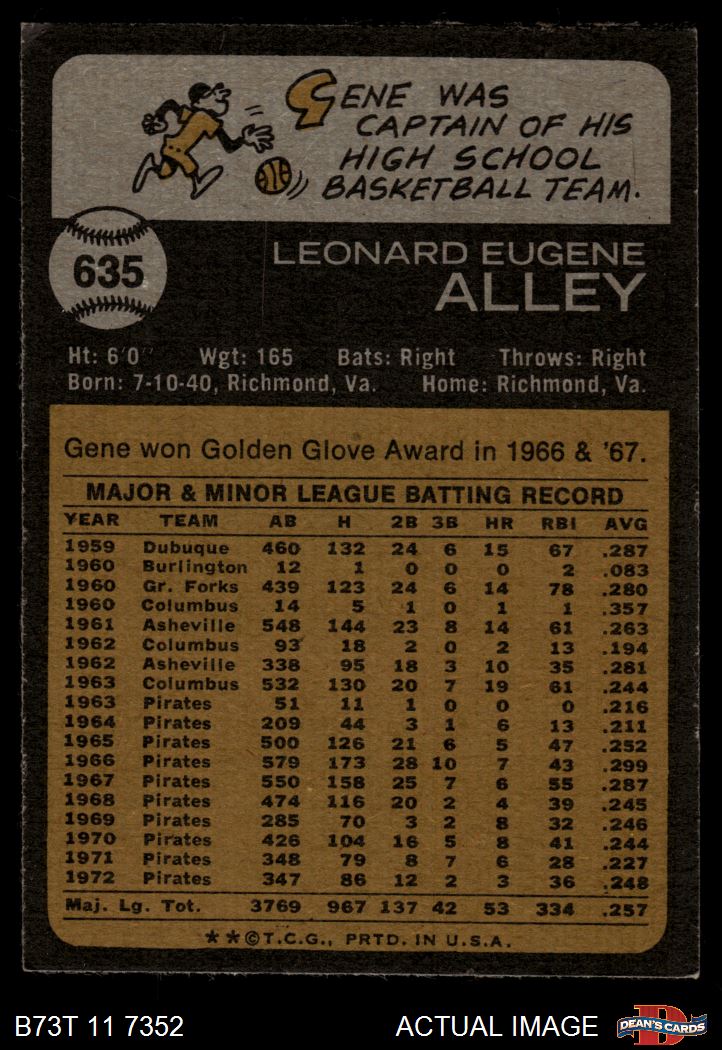 GENE WAS
CAPTAIN OF HIS
HIGH SCHOOL
BASKETBALL TEAM.
635
LEONARD EUGENE
ALLEY
Ht: 6'0" Wgt: 165 Bats: Right Throws: Right
Born: 7-10-40, Richmond, Va. Home: Richmond, Va.
Gene won Golden Glove Award in 1966 & '67.
MAJOR & MINOR LEAGUE BATTING RECORD
YEAR TEAM AB H 2B 3B HR RBI AVG
1959 Dubuque 460 132 24 6 15 67 .287
1960 Burlington 12 1 0 0 0 2 .083
1960 Gr. Forks 439 123 24 6 14 78 .280
1960 Columbus 14 5 1 0 1 1 .357
1961 Asheville 548 144 23 8 14 61 .263
1962 Columbus 93 18 2 0 2 13 .194
1962 Asheville 338 95 18 3 10 35 .281
1963 Columbus 532 130 20 7 19 61 .244
1963 Pirates 51 11 1 0 0 0 .216
1964 Pirates 209 44 3 1 6 13 .211
1965 Pirates 500 126 21 6 5 47 .252
1966 Pirates 579 173 28 10 7 43 .299
1967 Pirates 550 158 25 7 6 55 .287
1968 Pirates 474 116 20 2 4 39 .245
1969 Pirates 285 70 3 2 8 32 .246
1970 Pirates 426 104 16 5 8 41 .244
1971 Pirates 348 79 8 7 6 28 .227
1972 Pirates 347 86 12 2 3 36 .248
Maj. Lg. Tot. 3769 967 137 42 53 334 .257
**©T.C.G., PRTD. IN U.S.A.
B73T 11 7352 ACTUAL IMAGE
D
DEAN'S CARDS